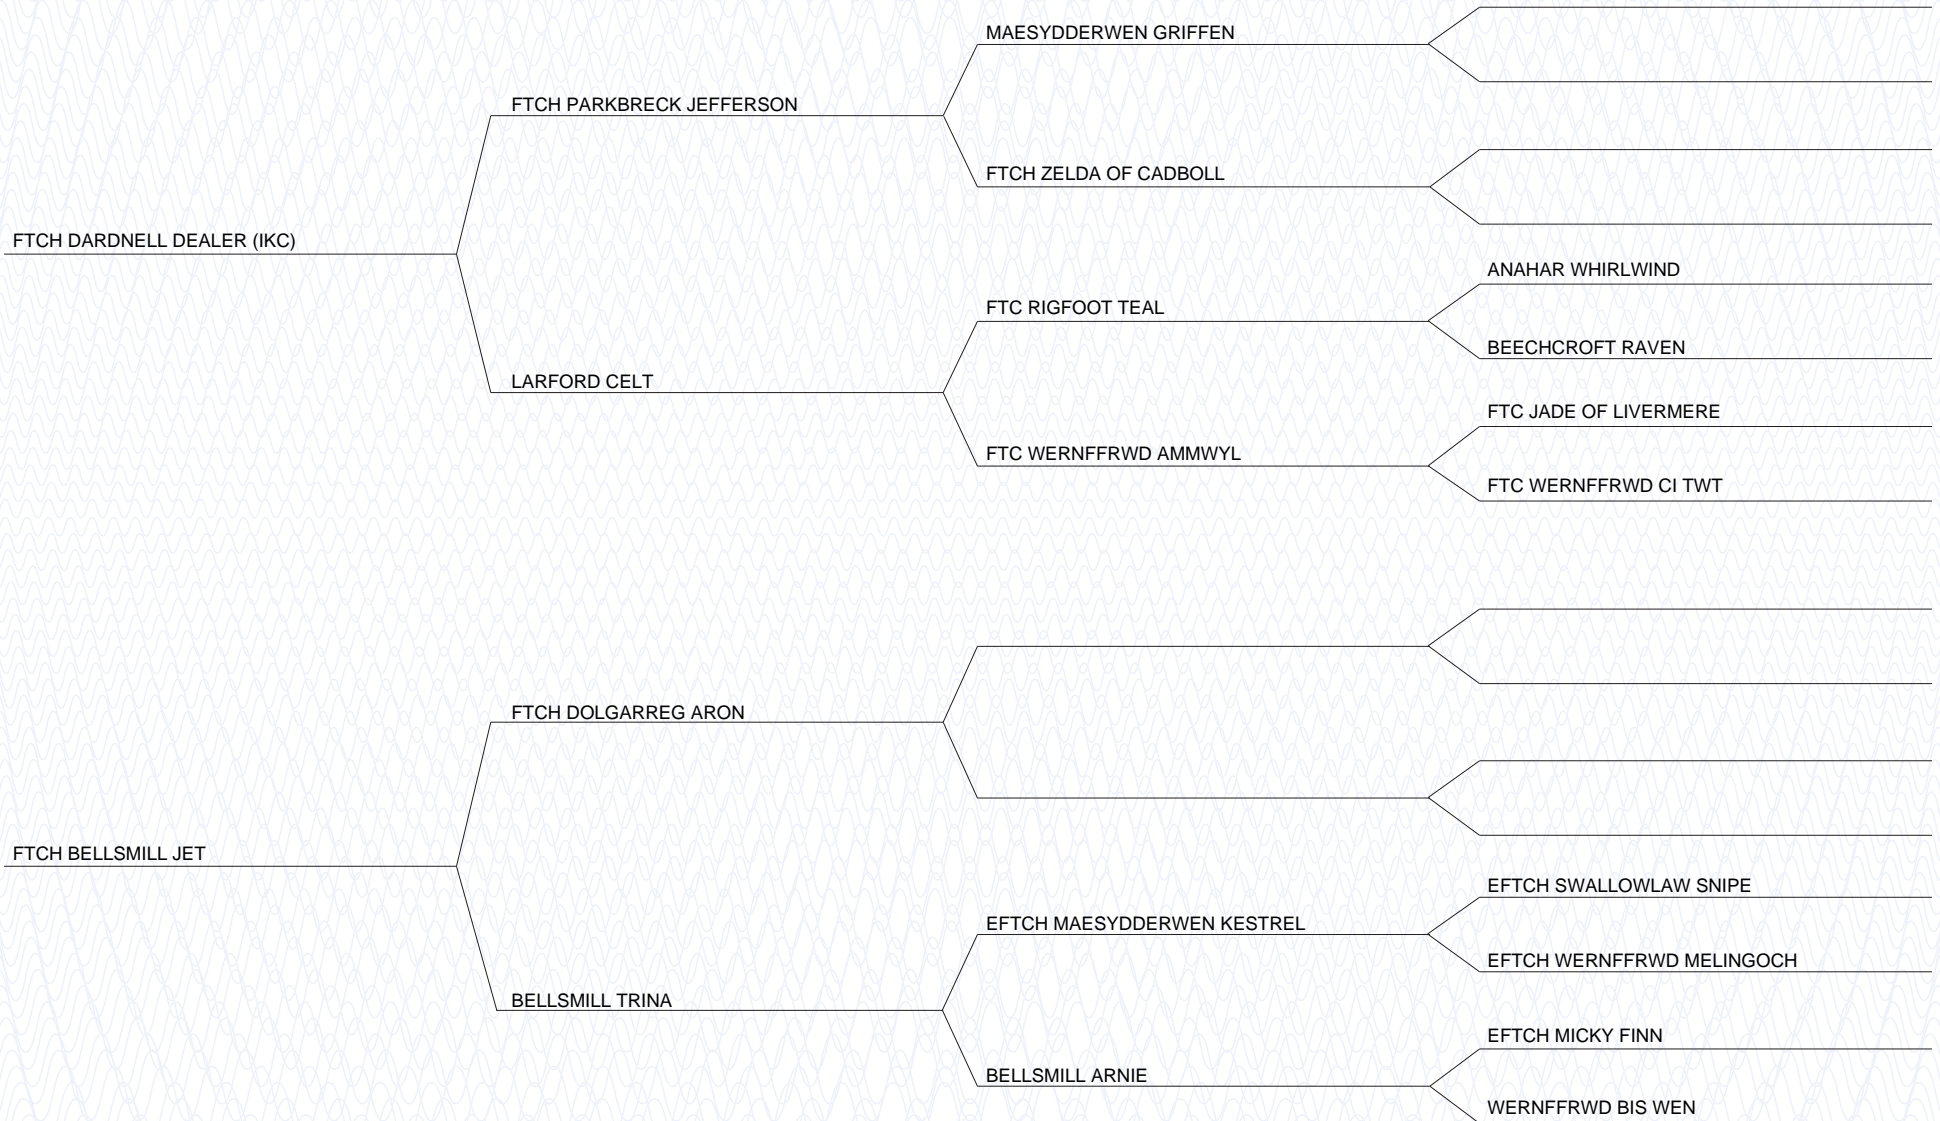 MAESYDDERWEN GRIFFEN
FTCH PARKBRECK JEFFERSON
FTCH ZELDA OF CADBOLL
FTCH DARDNELL DEALER (IKC)
ANAHAR WHIRLWIND
FTC RIGFOOT TEAL
BEECHCROFT RAVEN
LARFORD CELT
FTC JADE OF LIVERMERE
FTC WERNFFRWD AMMWYL
FTC WERNFFRWD CI TWT
FTCH DOLGARREG ARON
FTCH BELLSMILL JET
EFTCH SWALLOWLAW SNIPE
EFTCH MAESYDDERWEN KESTREL
EFTCH WERNFFRWD MELINGOCH
BELLSMILL TRINA
EFTCH MICKY FINN
BELLSMILL ARNIE
WERNFFRWD BIS WEN